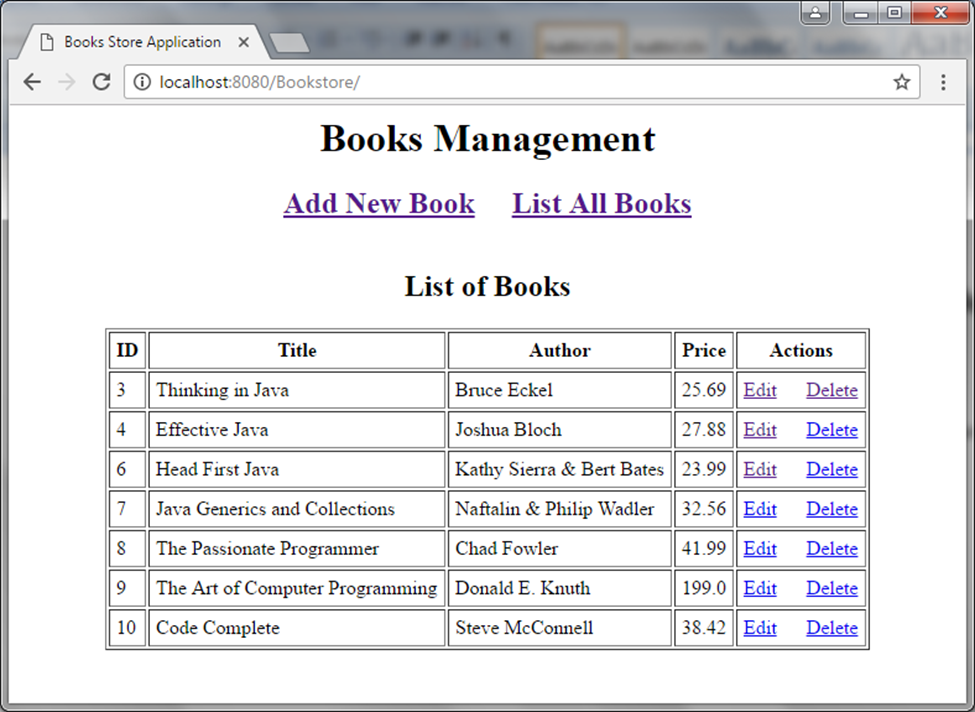 Books Store Application
localhost:8080/Bookstore/
Books Management
Add New Book List All Books
List of Books
ID Title Author Price Actions
3 Thinking in Java Bruce Eckel 25.69 Edit Delete
4 Effective Java Joshua Bloch 27.88 Edit Delete
6 Head First Java Kathy Sierra & Bert Bates 23.99 Edit Delete
7 Java Generics and Collections Naftalin & Philip Wadler 32.56 Edit Delete
8 The Passionate Programmer Chad Fowler 41.99 Edit Delete
9 The Art of Computer Programming Donald E. Knuth 199.0 Edit Delete
10 Code Complete Steve McConnell 38.42 Edit Delete